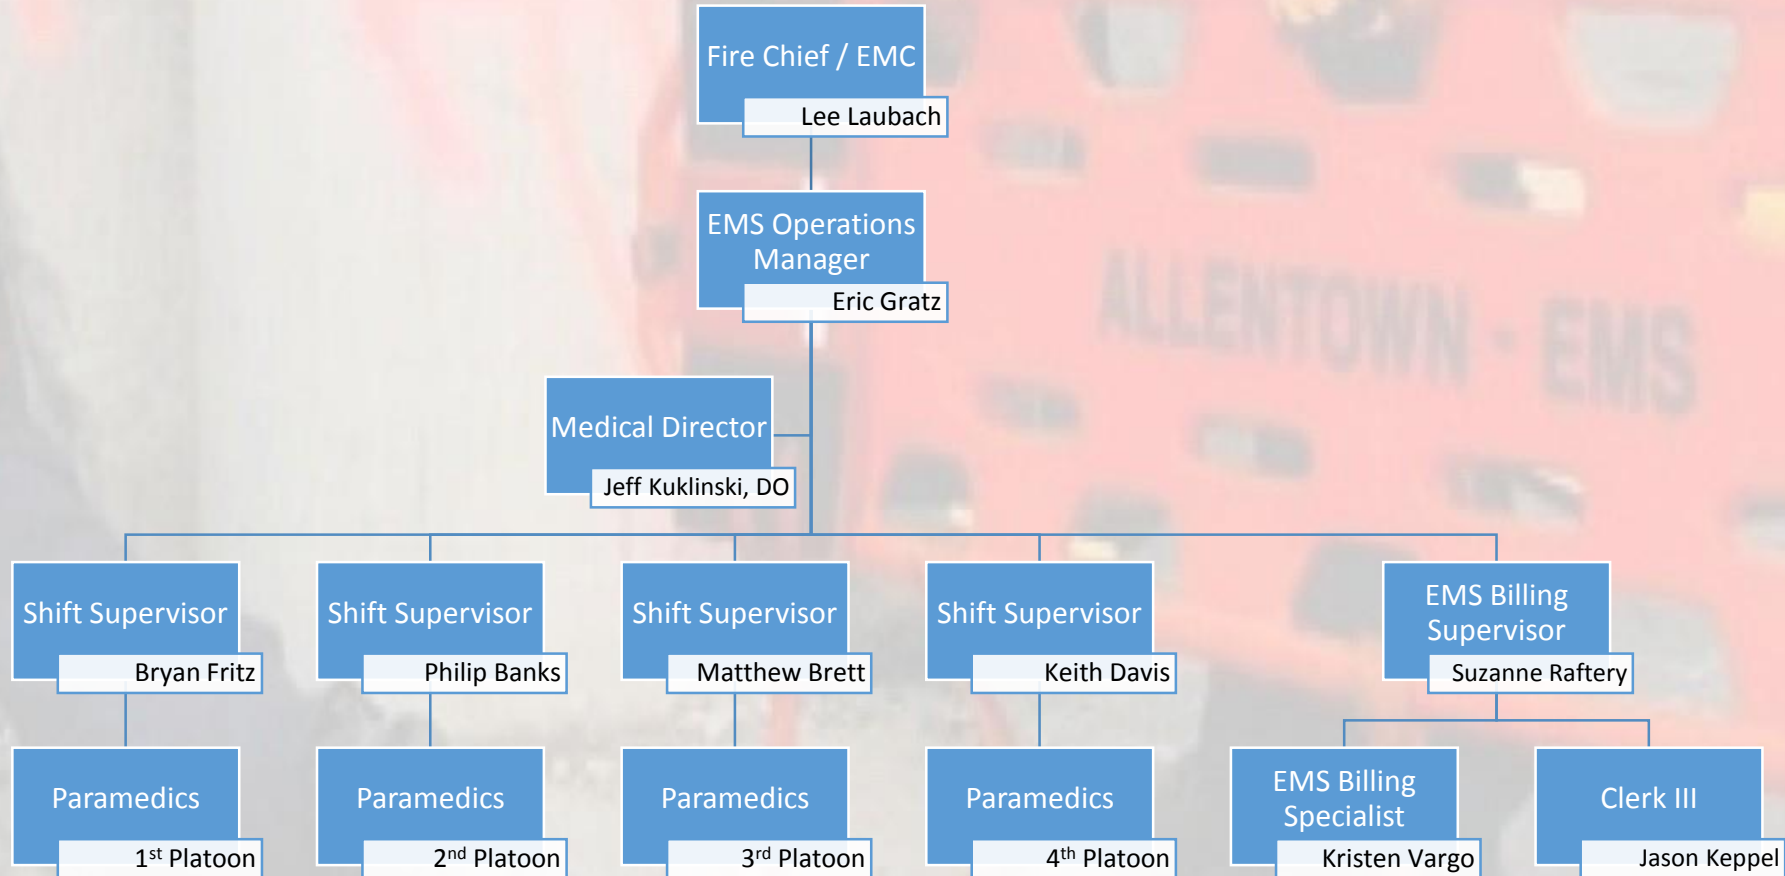 Fire Chief / EMC
Lee Laubach
EMS Operations
Manager
Eric Gratz
ALLENTOWN - EMS
Medical Director
Jeff Kuklinski, DO
Shift Supervisor
Bryan Fritz
Shift Supervisor
Philip Banks
Shift Supervisor
Matthew Brett
Shift Supervisor
Keith Davis
EMS Billing
Supervisor
Suzanne Raftery
Paramedics
1st Platoon
Paramedics
2nd Platoon
Paramedics
3rd Platoon
Paramedics
4th Platoon
EMS Billing
Specialist
Kristen Vargo
Clerk III
Jason Keppel